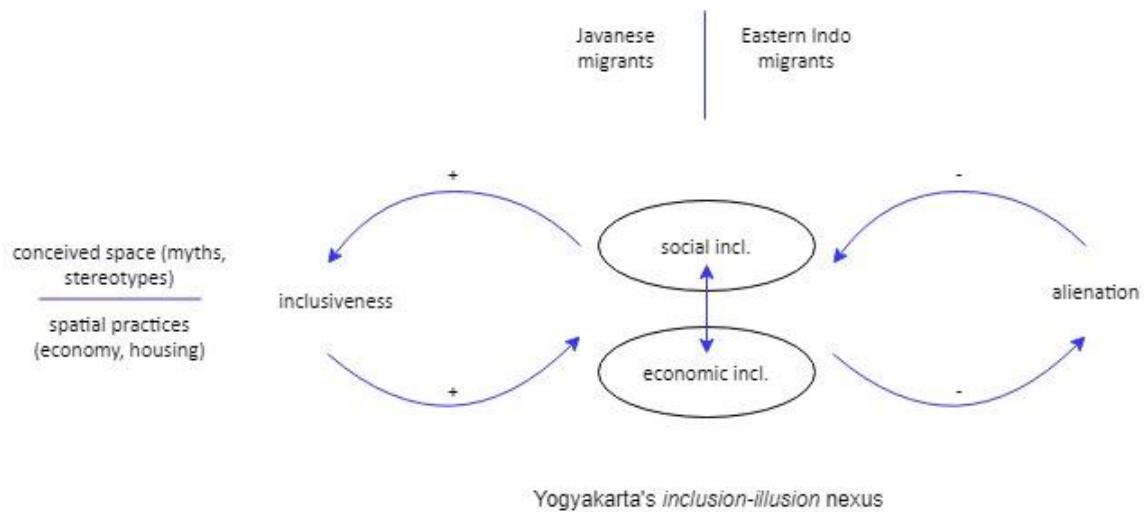 Javanese
migrants
Eastern Indo
migrants
+
-
conceived space (myths,
stereotypes)
spatial practices
(economy, housing)
inclusiveness
social incl.
economic incl.
alienation
+
-
Yogyakarta's inclusion-illusion nexus